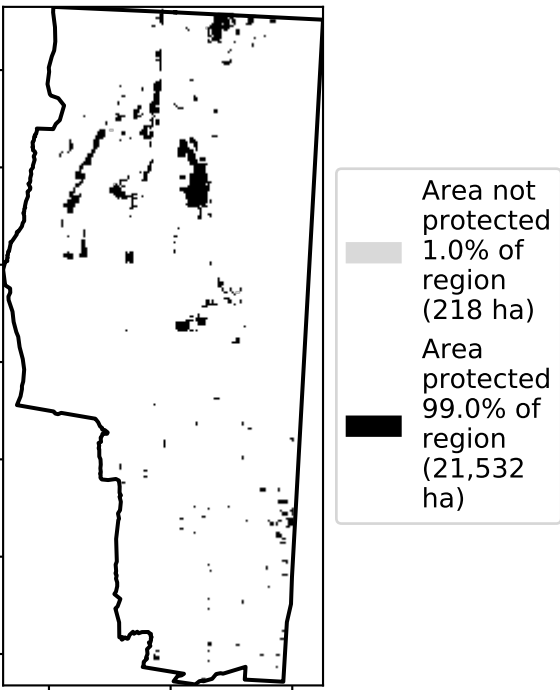 Area not
protected
1.0% of
region
(218 ha)
Area
protected
99.0% of
region
(21,532
ha)